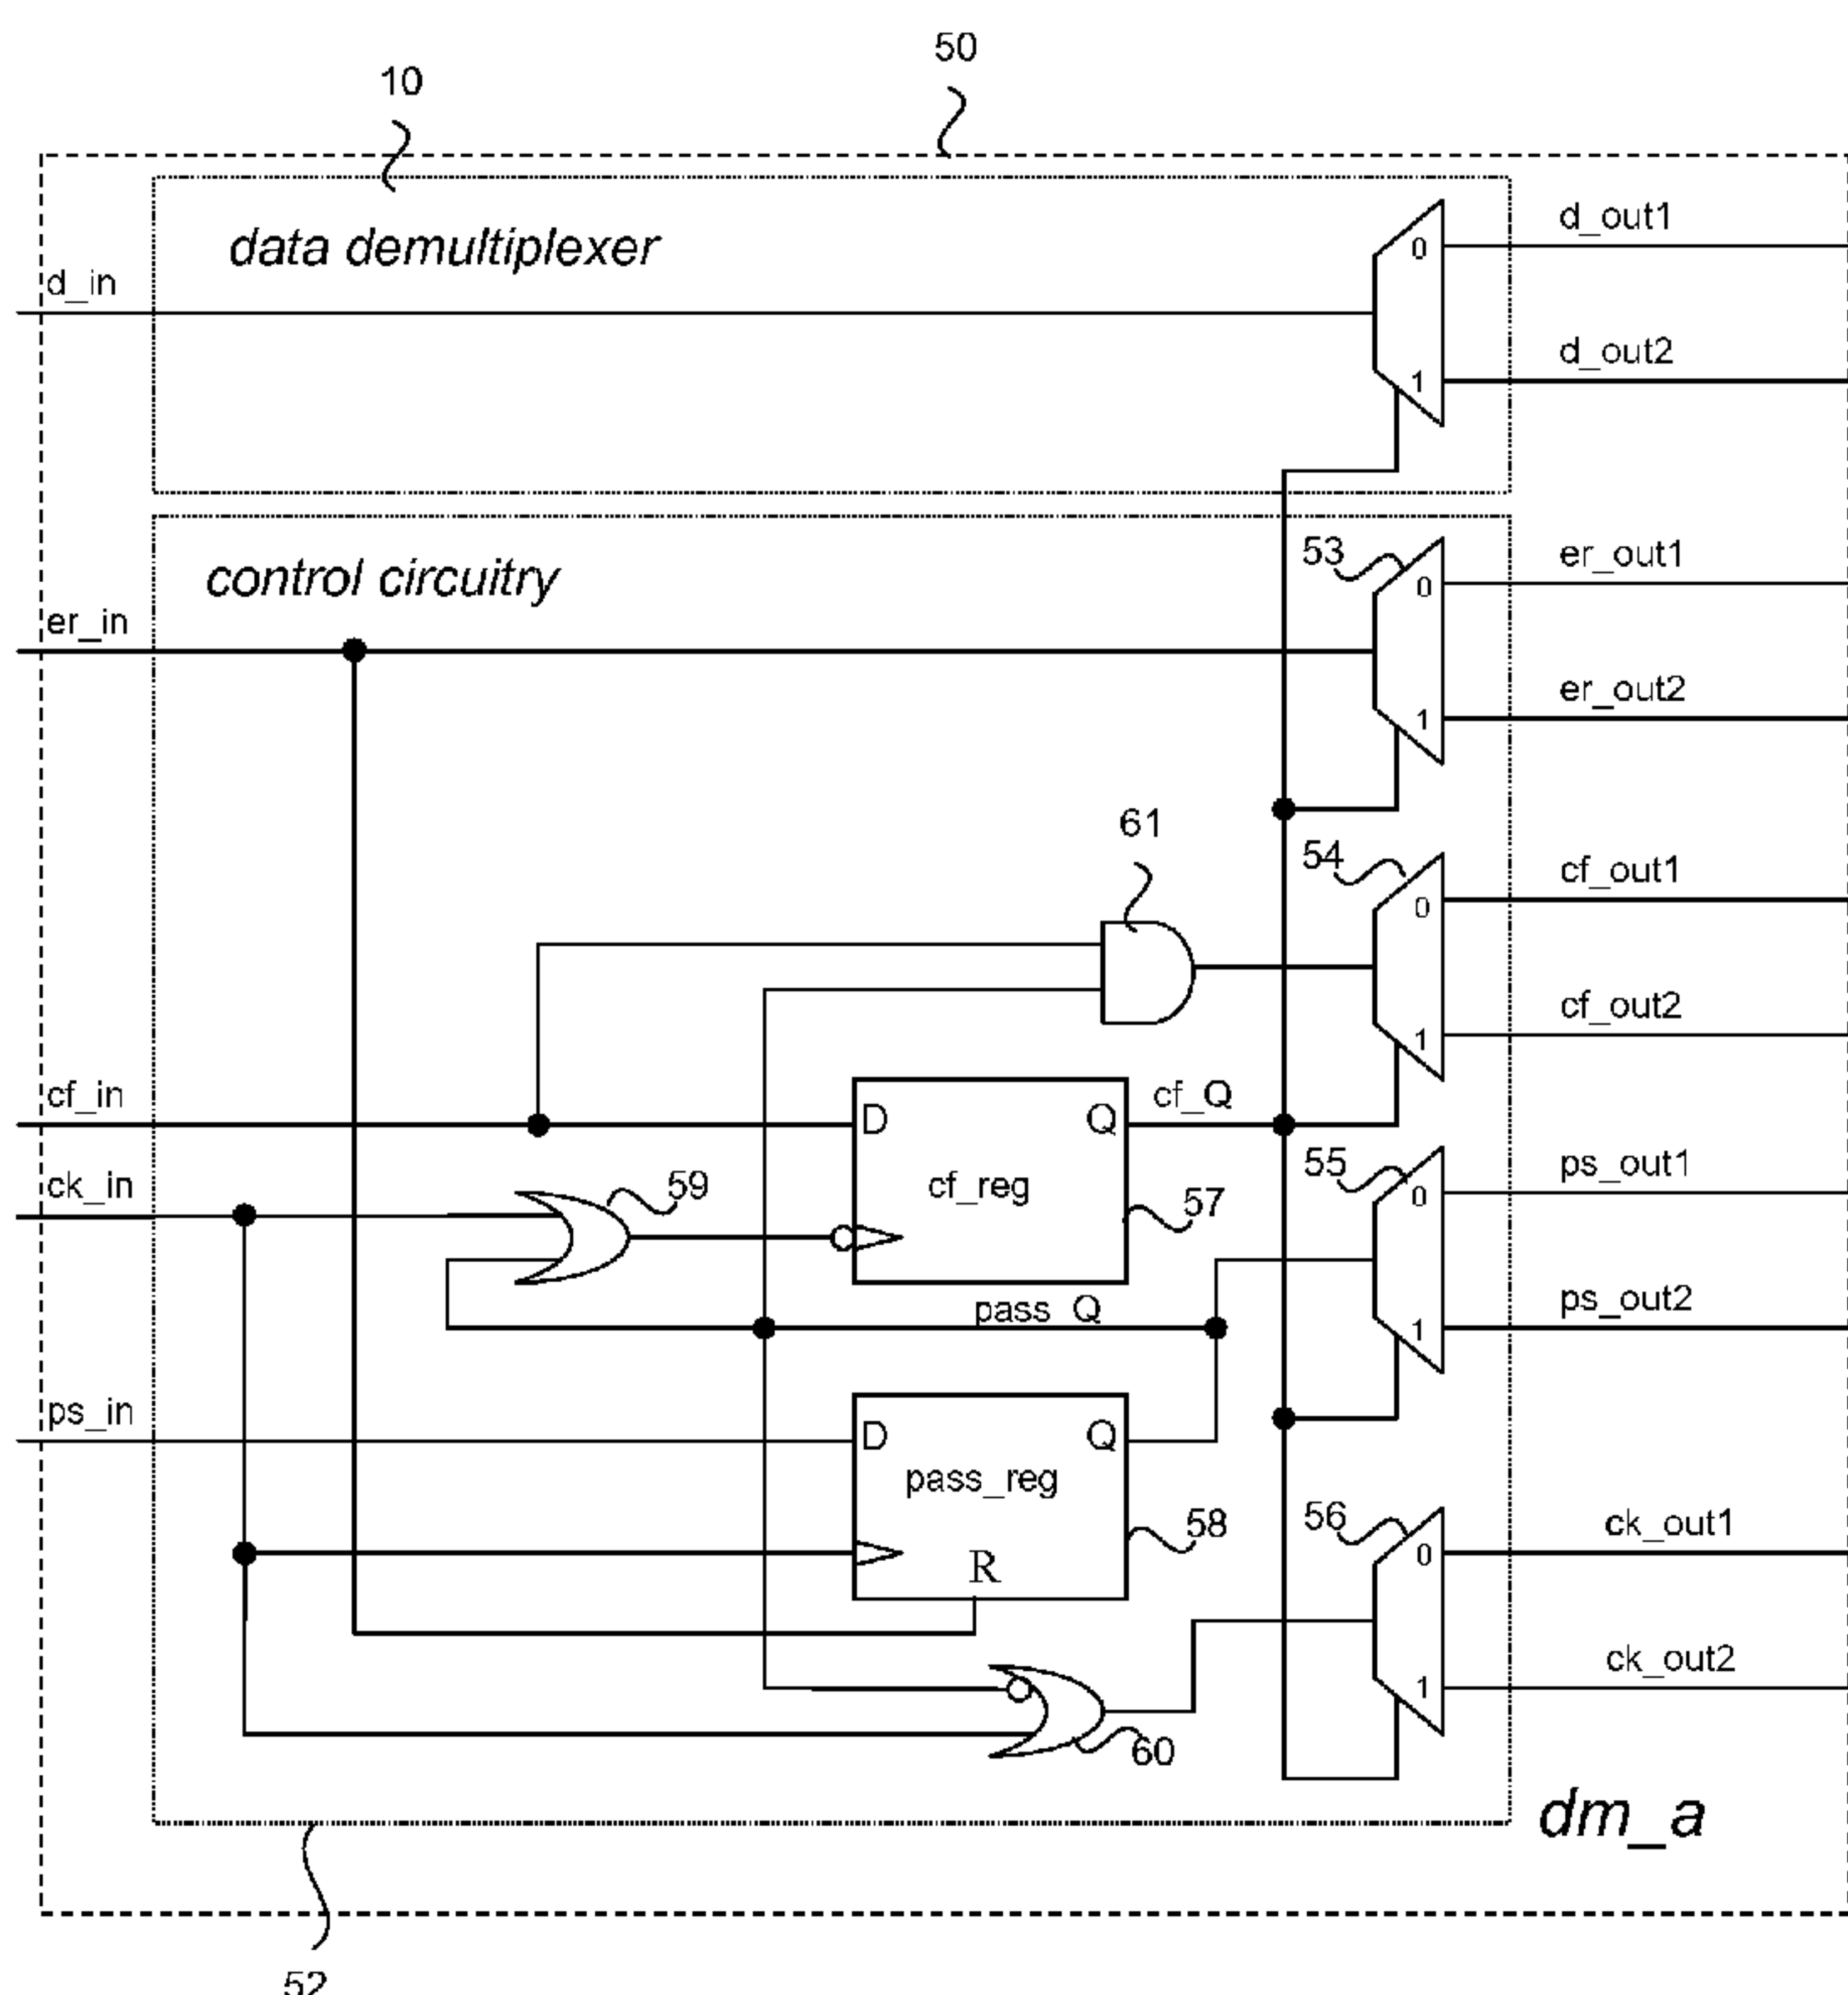 50
10
data demultiplexer
d_in
0
d_out1
1
d_out2
control circuitry
53
0
er_out1
er_in
1
er_out2
61
54
0
cf_out1
1
cf_out2
cf_in
D
Q
cf_Q
cf_reg
57
ck_in
59
55
0
ps_out1
pass_Q
1
ps_out2
ps_in
D
Q
pass_reg
R
58
56
0
ck_out1
1
ck_out2
60
dm_a
52